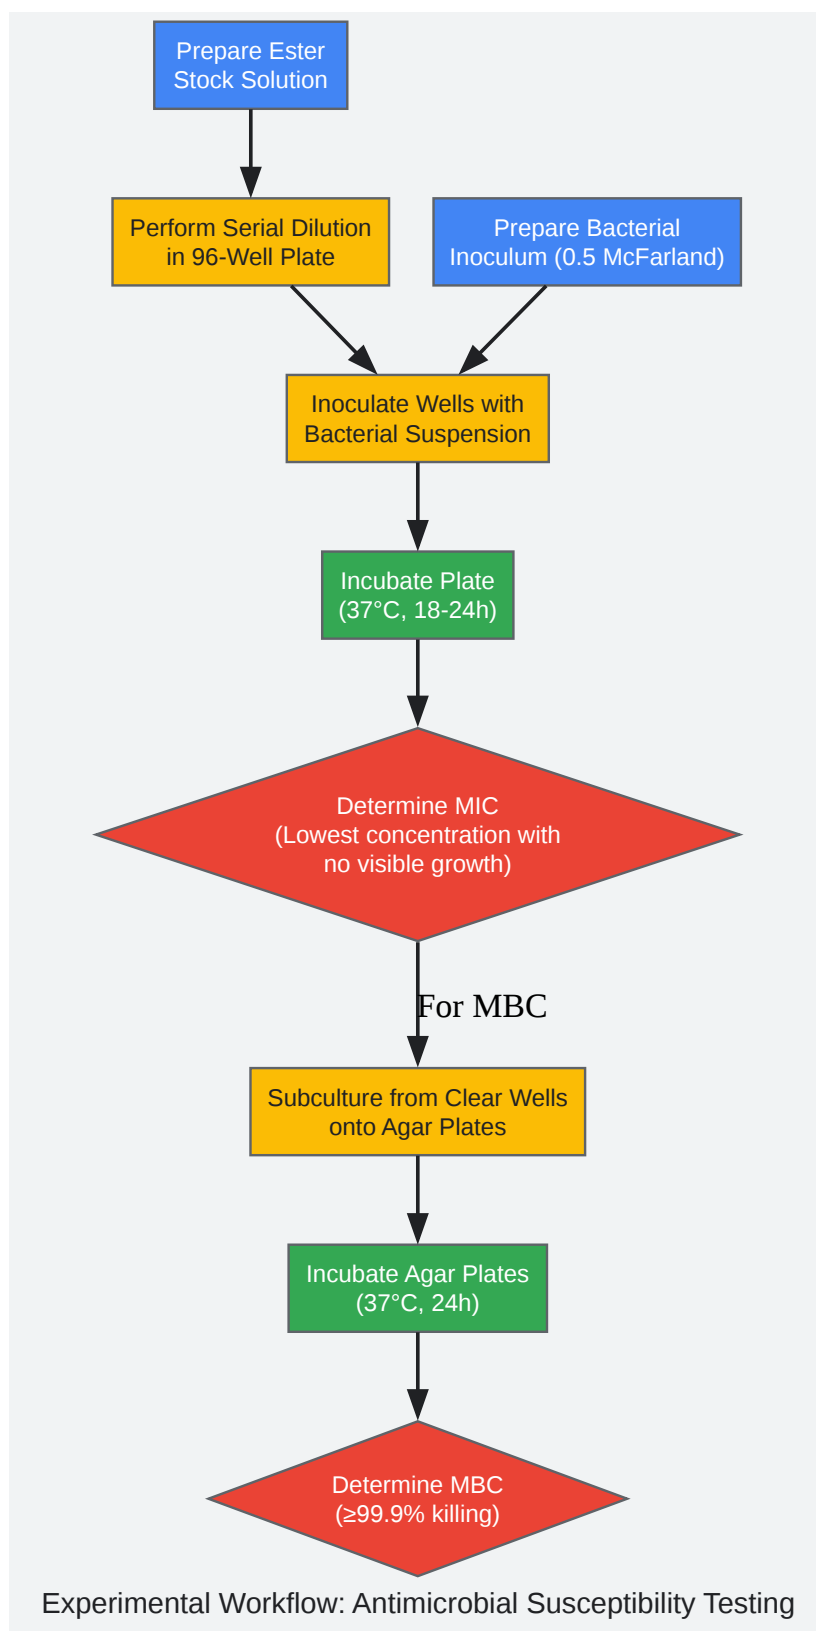 Prepare Ester
Stock Solution
Perform Serial Dilution
in 96-Well Plate
Prepare Bacterial
Inoculum (0.5 McFarland)
Inoculate Wells with
Bacterial Suspension
Incubate Plate
(37°C, 18-24h)
Determine MIC
(Lowest concentration with
no visible growth)
For MBC
Subculture from Clear Wells
onto Agar Plates
Incubate Agar Plates
(37°C, 24h)
Determine MBC
(≥99.9% killing)
Experimental Workflow: Antimicrobial Susceptibility Testing